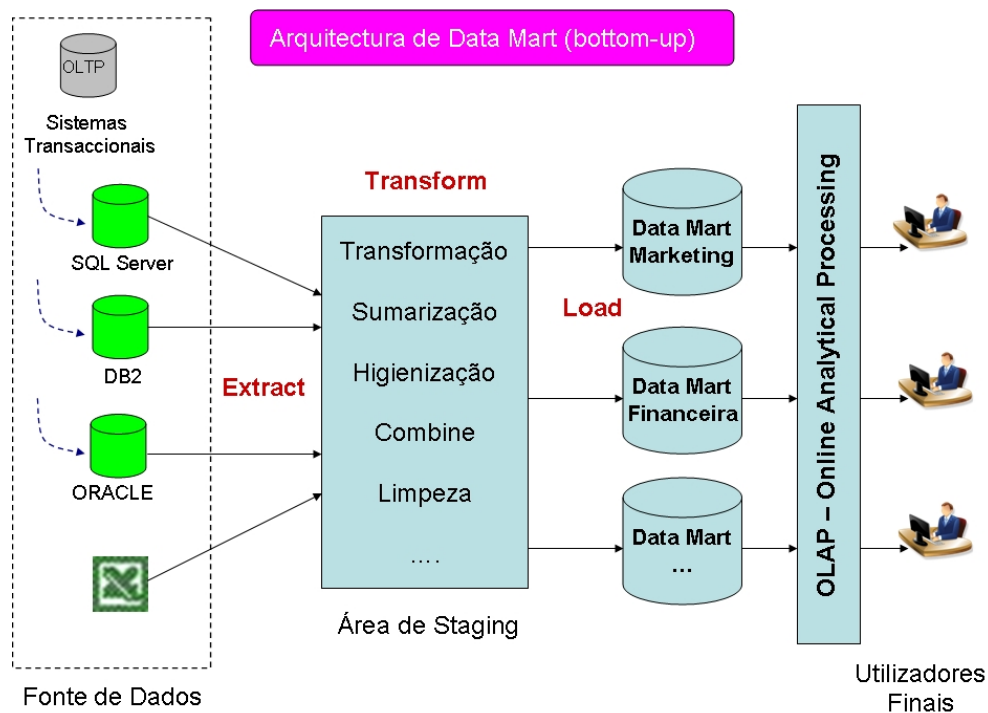 Arquitectura de Data Mart (bottom-up)
OLTP
Sistemas
Transaccionais
SQL Server
DB2
ORACLE
Fonte de Dados
Extract
Transform
Transformação
Sumarização
Higienização
Combine
Limpeza
....
Área de Staging
Load
Data Mart
Marketing
Data Mart
Financeira
Data Mart
...
OLAP – Online Analytical Processing
Utilizadores
Finais